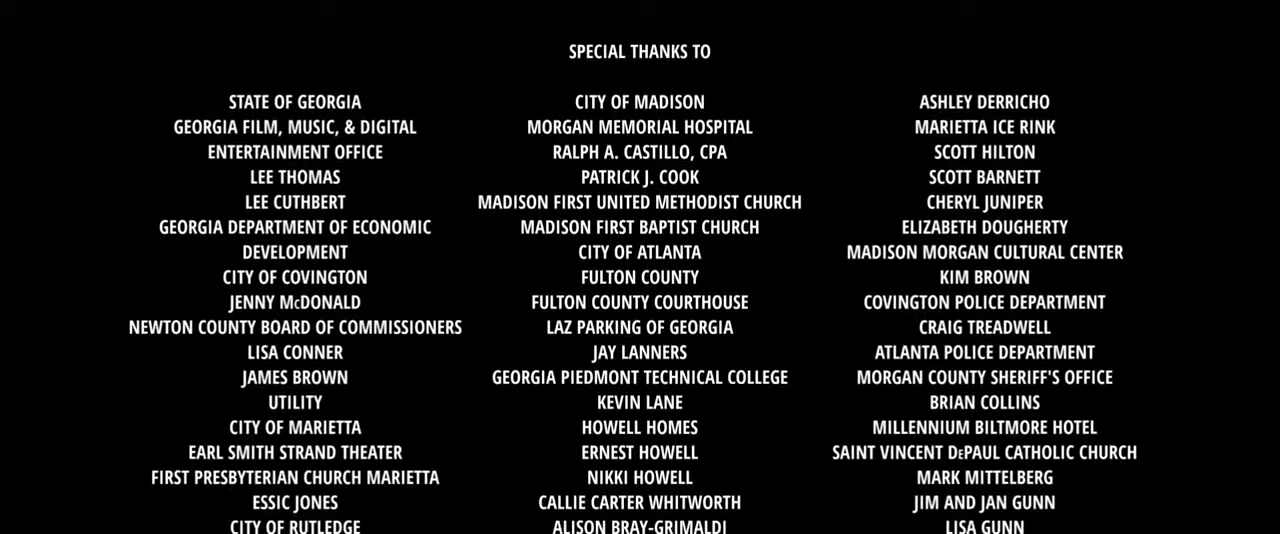 SPECIAL THANKS TO
STATE OF GEORGIA
GEORGIA FILM, MUSIC, & DIGITAL
ENTERTAINMENT OFFICE
LEE THOMAS
LEE CUTHBERT
GEORGIA DEPARTMENT OF ECONOMIC
DEVELOPMENT
CITY OF COVINGTON
JENNY McDONALD
NEWTON COUNTY BOARD OF COMMISSIONERS
LISA CONNER
JAMES BROWN
UTILITY
CITY OF MARIETTA
EARL SMITH STRAND THEATER
FIRST PRESBYTERIAN CHURCH MARIETTA
ESSIC JONES
CITY OF RUTLEDGE
CITY OF MADISON
MORGAN MEMORIAL HOSPITAL
RALPH A. CASTILLO, CPA
PATRICK J. COOK
MADISON FIRST UNITED METHODIST CHURCH
MADISON FIRST BAPTIST CHURCH
CITY OF ATLANTA
FULTON COUNTY
FULTON COUNTY COURTHOUSE
LAZ PARKING OF GEORGIA
JAY LANNERS
GEORGIA PIEDMONT TECHNICAL COLLEGE
KEVIN LANE
HOWELL HOMES
ERNEST HOWELL
NIKKI HOWELL
CALLIE CARTER WHITWORTH
ALISON BRAY-GRIMALDI
ASHLEY DERRICHO
MARIETTA ICE RINK
SCOTT HILTON
SCOTT BARNETT
CHERYL JUNIPER
ELIZABETH DOUGHERTY
MADISON MORGAN CULTURAL CENTER
KIM BROWN
COVINGTON POLICE DEPARTMENT
CRAIG TREADWELL
ATLANTA POLICE DEPARTMENT
MORGAN COUNTY SHERIFF'S OFFICE
BRIAN COLLINS
MILLENNIUM BILTMORE HOTEL
SAINT VINCENT DePAUL CATHOLIC CHURCH
MARK MITTELBERG
JIM AND JAN GUNN
LISA GUNN